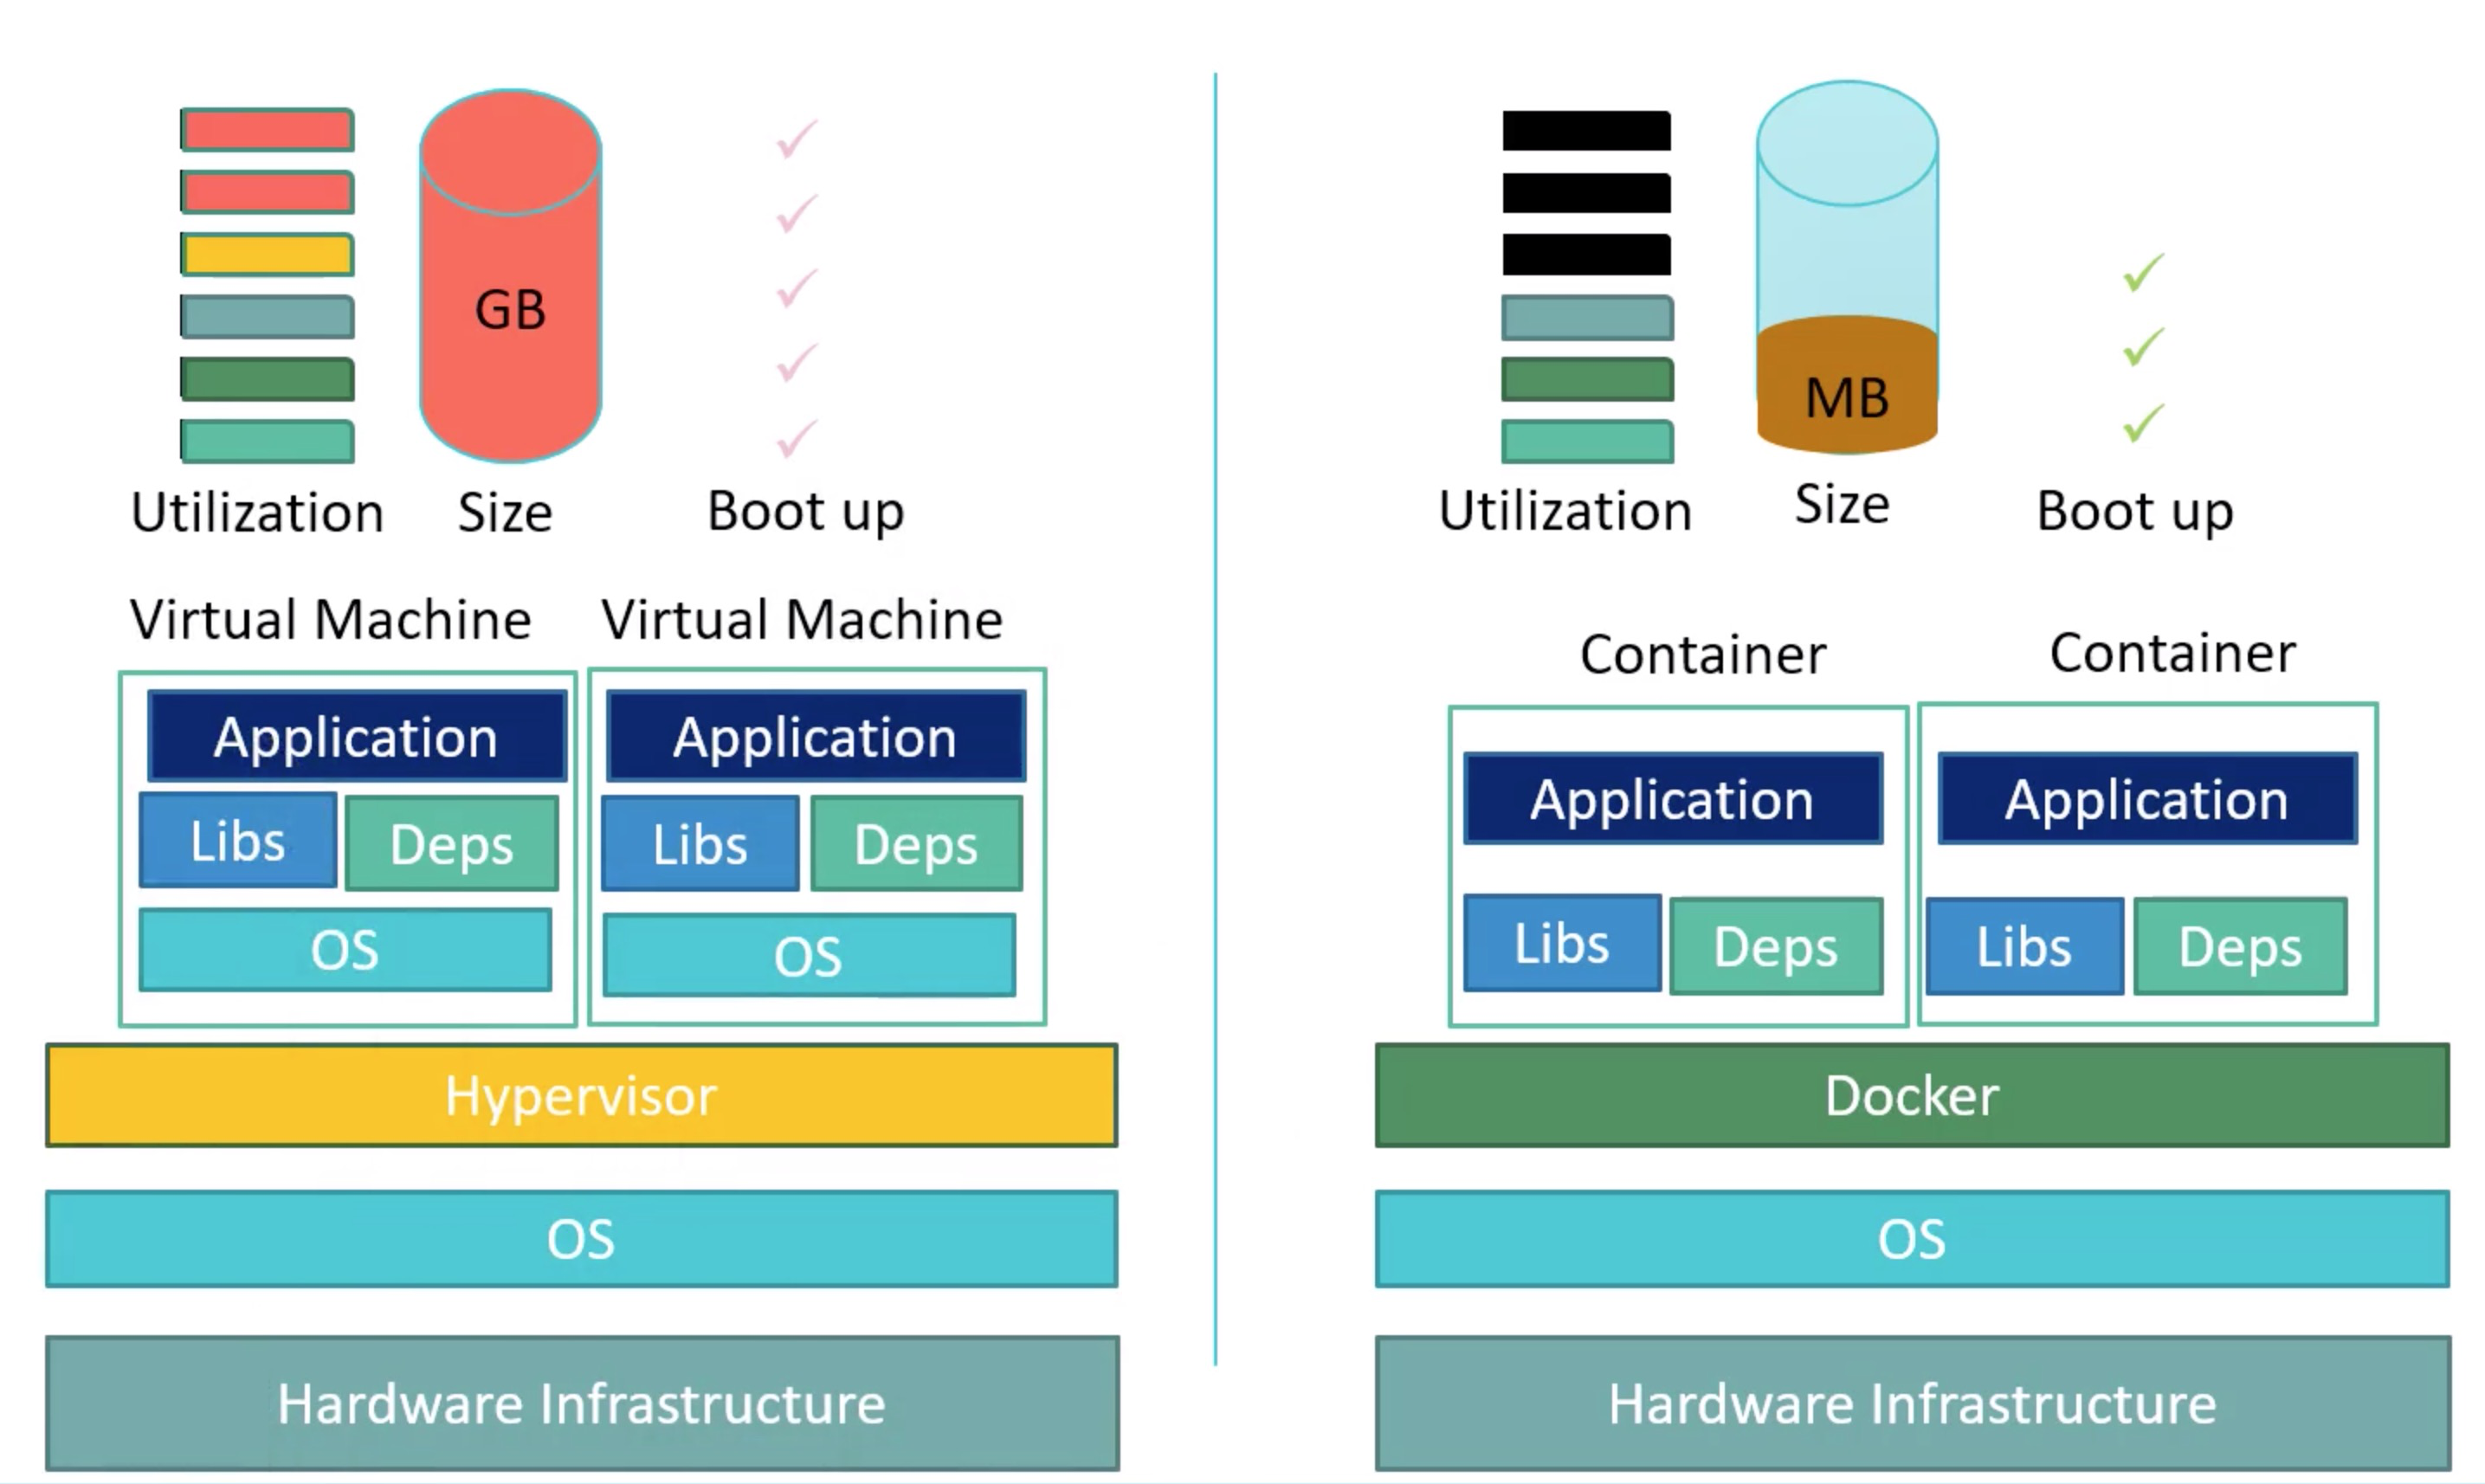 GB
Utilization
Size
Boot up
Virtual Machine
Virtual Machine
Application
Libs
Deps
OS
Application
Libs
Deps
OS
Hypervisor
OS
Hardware Infrastructure
MB
Utilization
Size
Boot up
Container
Container
Application
Libs
Deps
Application
Libs
Deps
Docker
OS
Hardware Infrastructure